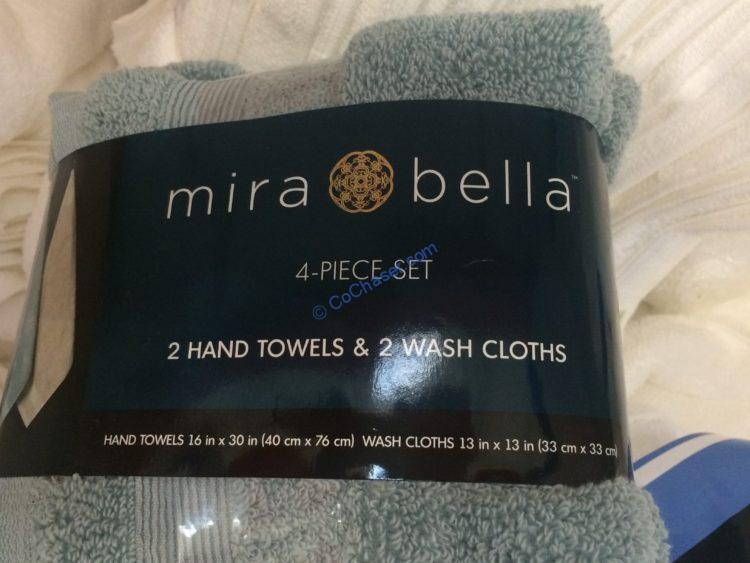 mira bella™
4-PIECE SET
© CoChaser.com
2 HAND TOWELS & 2 WASH CLOTHS
HAND TOWELS 16 in x 30 in (40 cm x 76 cm) WASH CLOTHS 13 in x 13 in (33 cm x 33 cm)